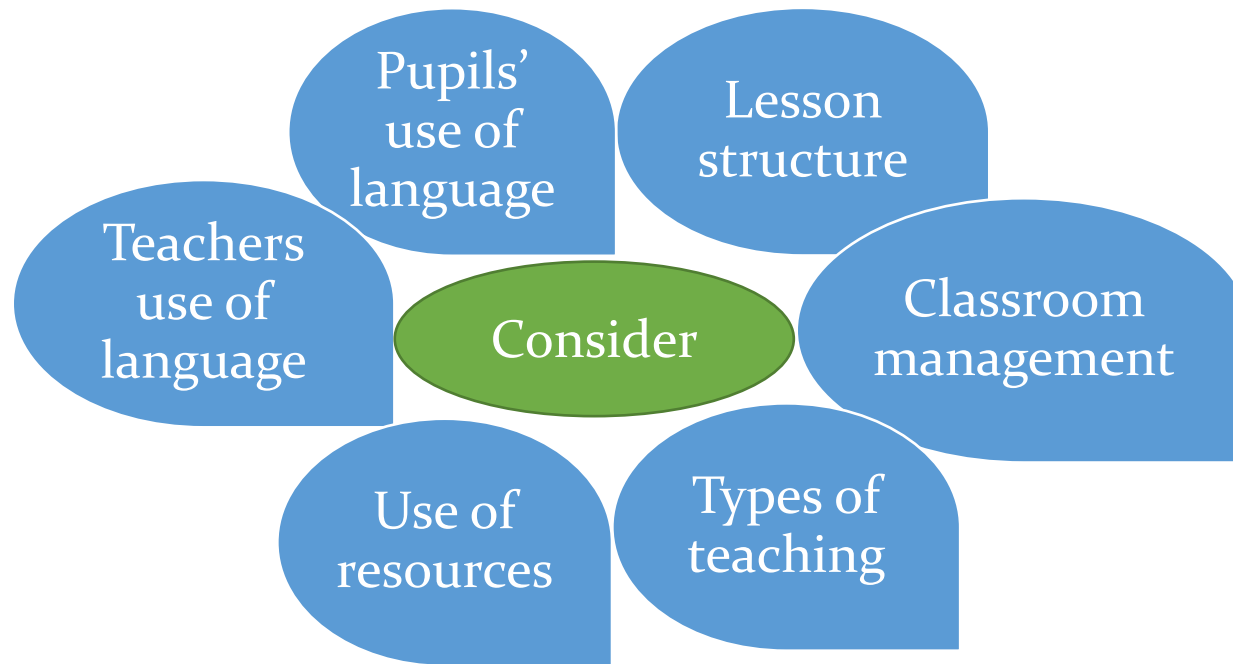 Pupils’
use of
language
Lesson
structure
Teachers
use of
language
Consider
Classroom
management
Use of
resources
Types of
teaching